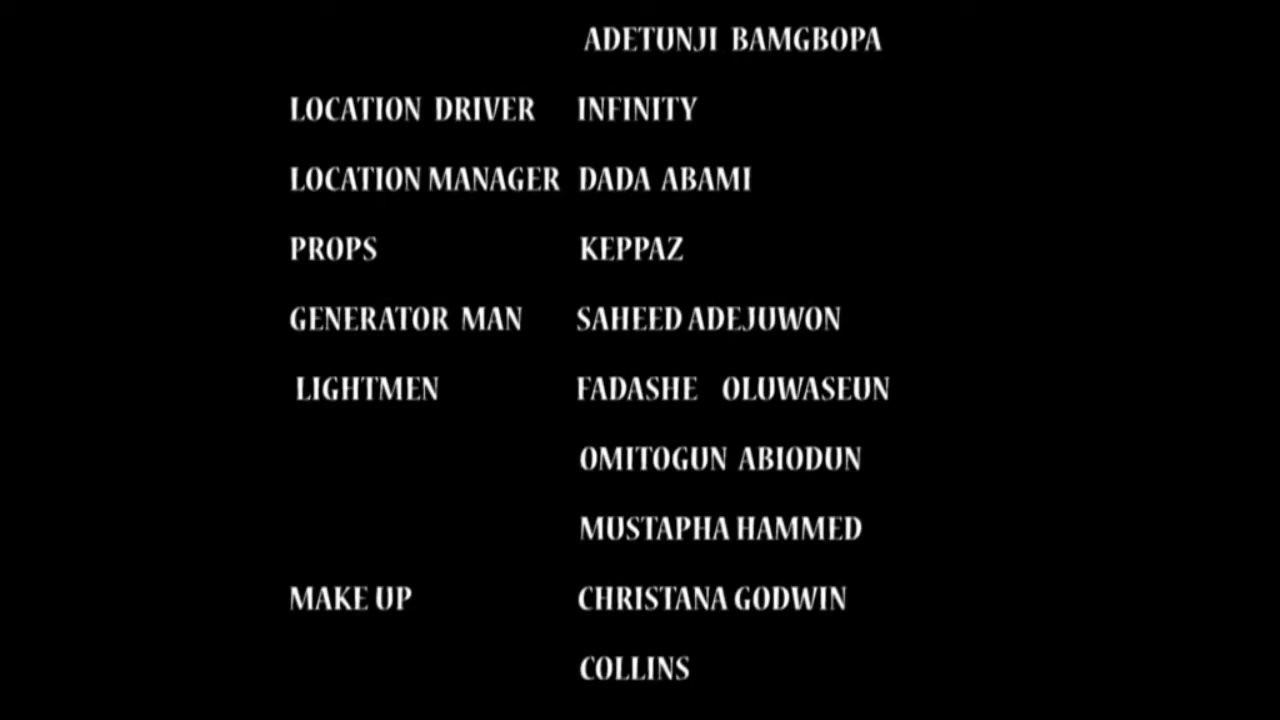 ADETUNJI BAMGBOPA
LOCATION DRIVER INFINITY
LOCATION MANAGER DADA ABAMI
PROPS KEPPAZ
GENERATOR MAN SAHEED ADEJUWON
LIGHTMEN FADASHE OLUWASEUN
OMITOGUN ABIODUN
MUSTAPHA HAMMED
MAKE UP CHRISTANA GODWIN
COLLINS